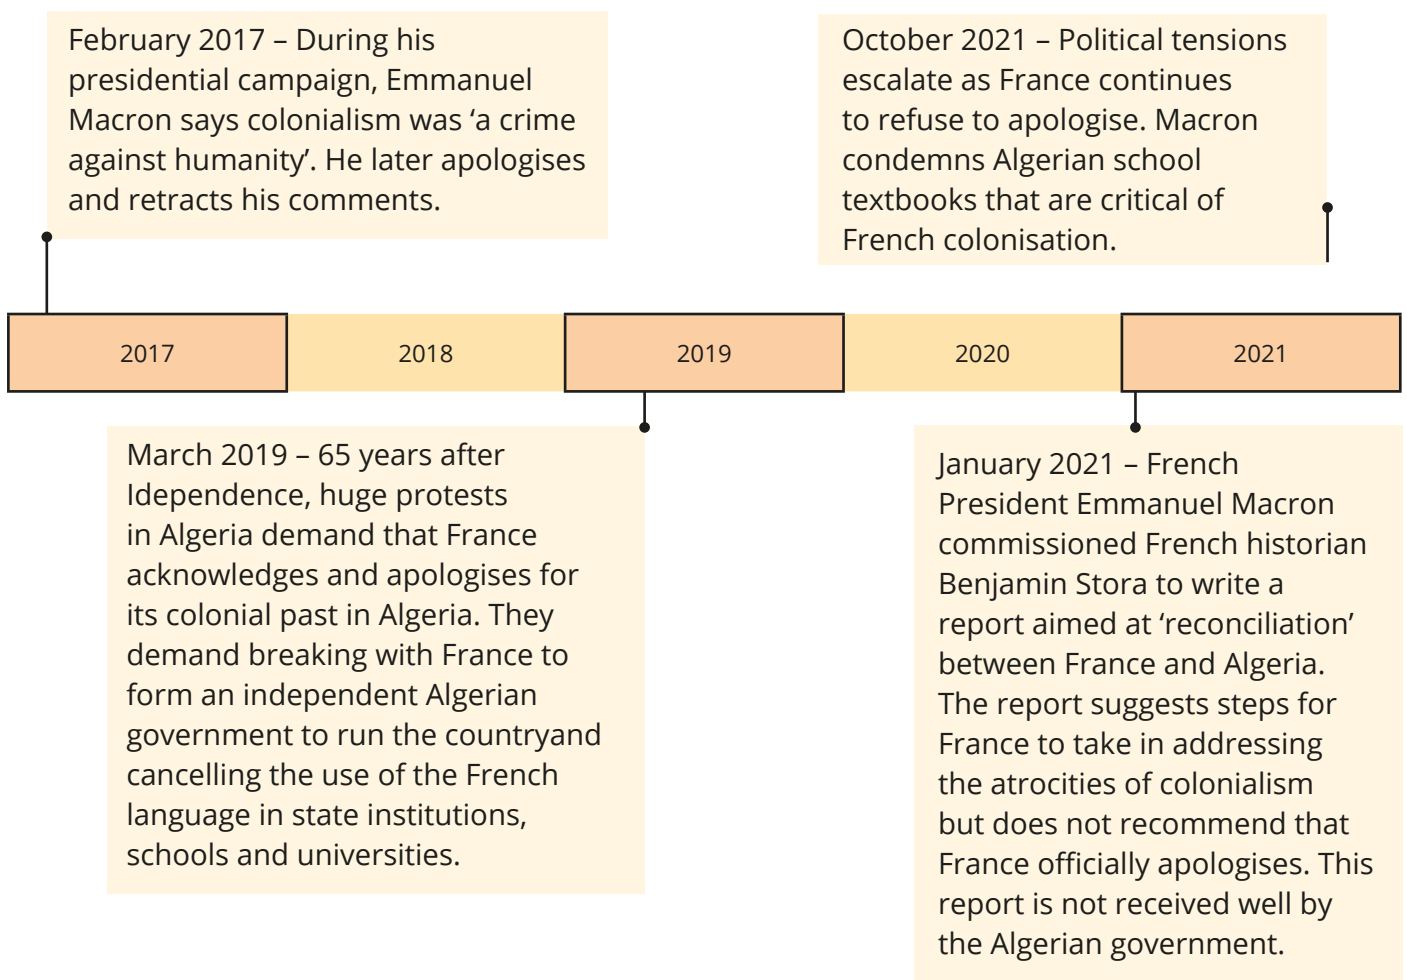 February 2017 – During his
presidential campaign, Emmanuel
Macron says colonialism was ‘a crime
against humanity’. He later apologises
and retracts his comments.
October 2021 – Political tensions
escalate as France continues
to refuse to apologise. Macron
condemns Algerian school
textbooks that are critical of
French colonisation.
2017
2018
2019
2020
2021
March 2019 – 65 years after
Idependence, huge protests
in Algeria demand that France
acknowledges and apologises for
its colonial past in Algeria. They
demand breaking with France to
form an independent Algerian
government to run the countryand
cancelling the use of the French
language in state institutions,
schools and universities.
January 2021 – French
President Emmanuel Macron
commissioned French historian
Benjamin Stora to write a
report aimed at ‘reconciliation’
between France and Algeria.
The report suggests steps for
France to take in addressing
the atrocities of colonialism
but does not recommend that
France officially apologises. This
report is not received well by
the Algerian government.